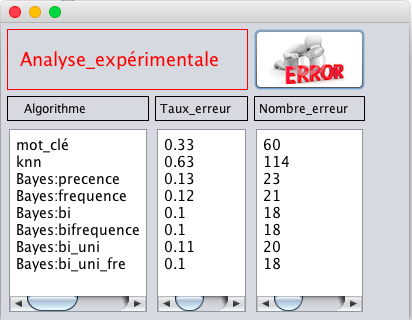 Analyse_expérimentale
ERROR
Algorithme Taux_erreur Nombre_erreur
mot_clé 0.33 60
knn 0.63 114
Bayes:precence 0.13 23
Bayes:frequence 0.12 21
Bayes:bi 0.1 18
Bayes:bifrequence 0.1 18
Bayes:bi_uni 0.11 20
Bayes:bi_uni_fre 0.1 18